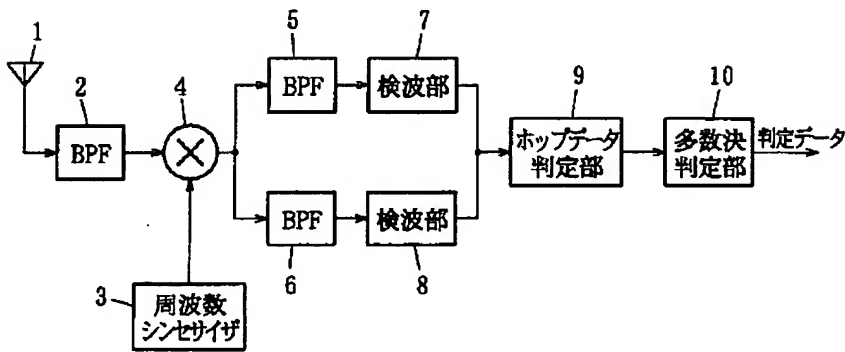 1
2
BPF
3
周波数
シンセサイザ
4
5
BPF
7
検波部
6
BPF
8
検波部
9
ホップデータ
判定部
10
多数決
判定部
判定データ